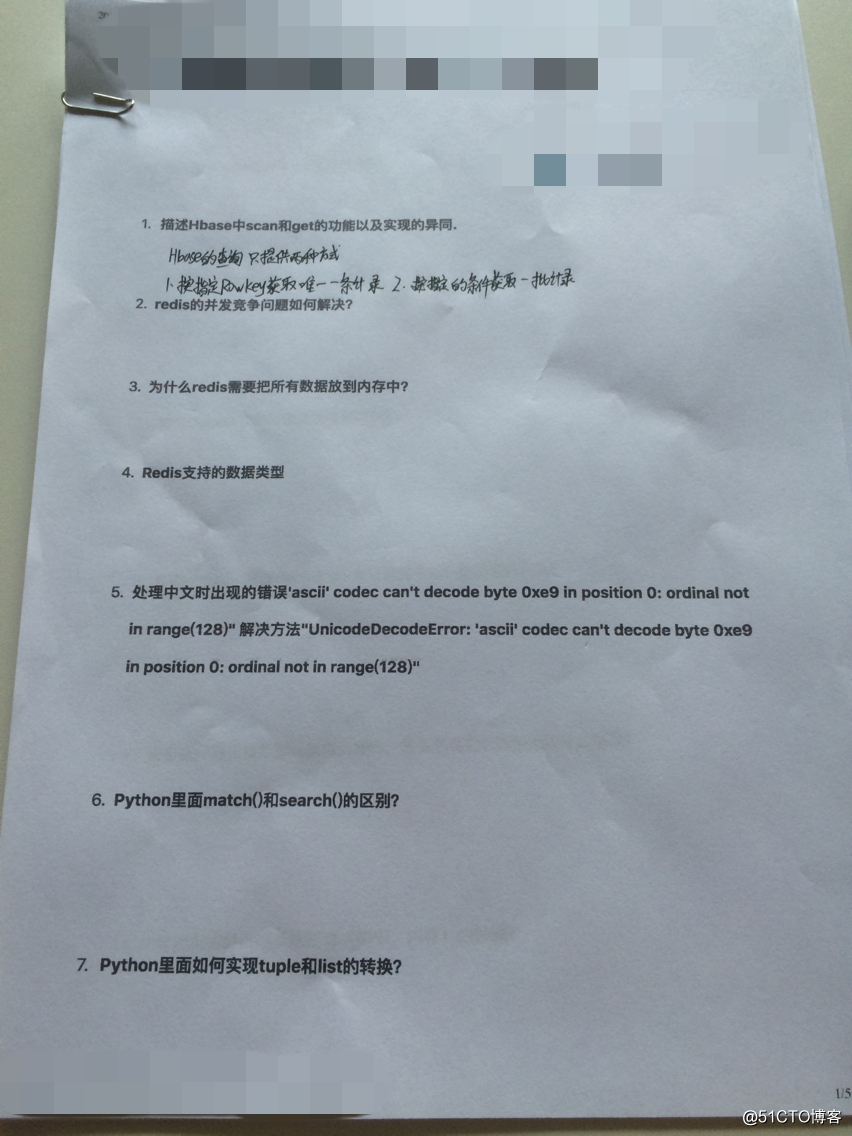 1. 描述Hbase中scan和get的功能以及实现的异同.
Hbase的查询只提供两种方式
1.按指定Rowkey获取唯一一条计录 2.按指定的条件获取一批计录
2. redis的并发竞争问题如何解决?
3. 为什么redis需要把所有数据放到内存中?
4. Redis支持的数据类型
5. 处理中文时出现的错误'ascii' codec can't decode byte 0xe9 in position 0: ordinal not
in range(128)" 解决方法"UnicodeDecodeError: 'ascii' codec can't decode byte 0xe9
in position 0: ordinal not in range(128)"
6. Python里面match()和search()的区别?
7. Python里面如何实现tuple和list的转换?
1/5
@51CTO博客